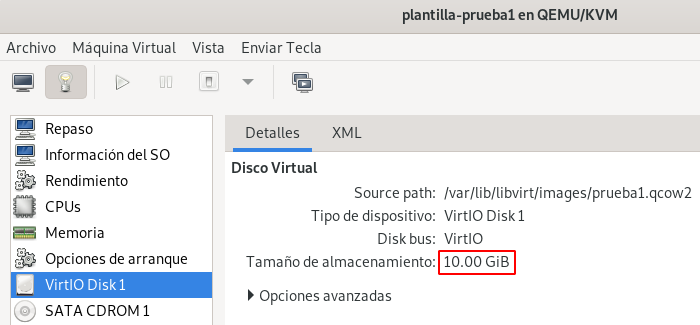 plantilla-prueba1 en QEMU/KVM
Archivo Máquina Virtual Vista Enviar Tecla
Repaso
Información del SO
Rendimiento
CPUs
Memoria
Opciones de arranque
VirtIO Disk 1
SATA CDROM 1
Detalles XML
Disco Virtual
Source path: /var/lib/libvirt/images/prueba1.qcow2
Tipo de dispositivo: VirtIO Disk 1
Disk bus: VirtIO
Tamaño de almacenamiento: 10.00 GiB
Opciones avanzadas